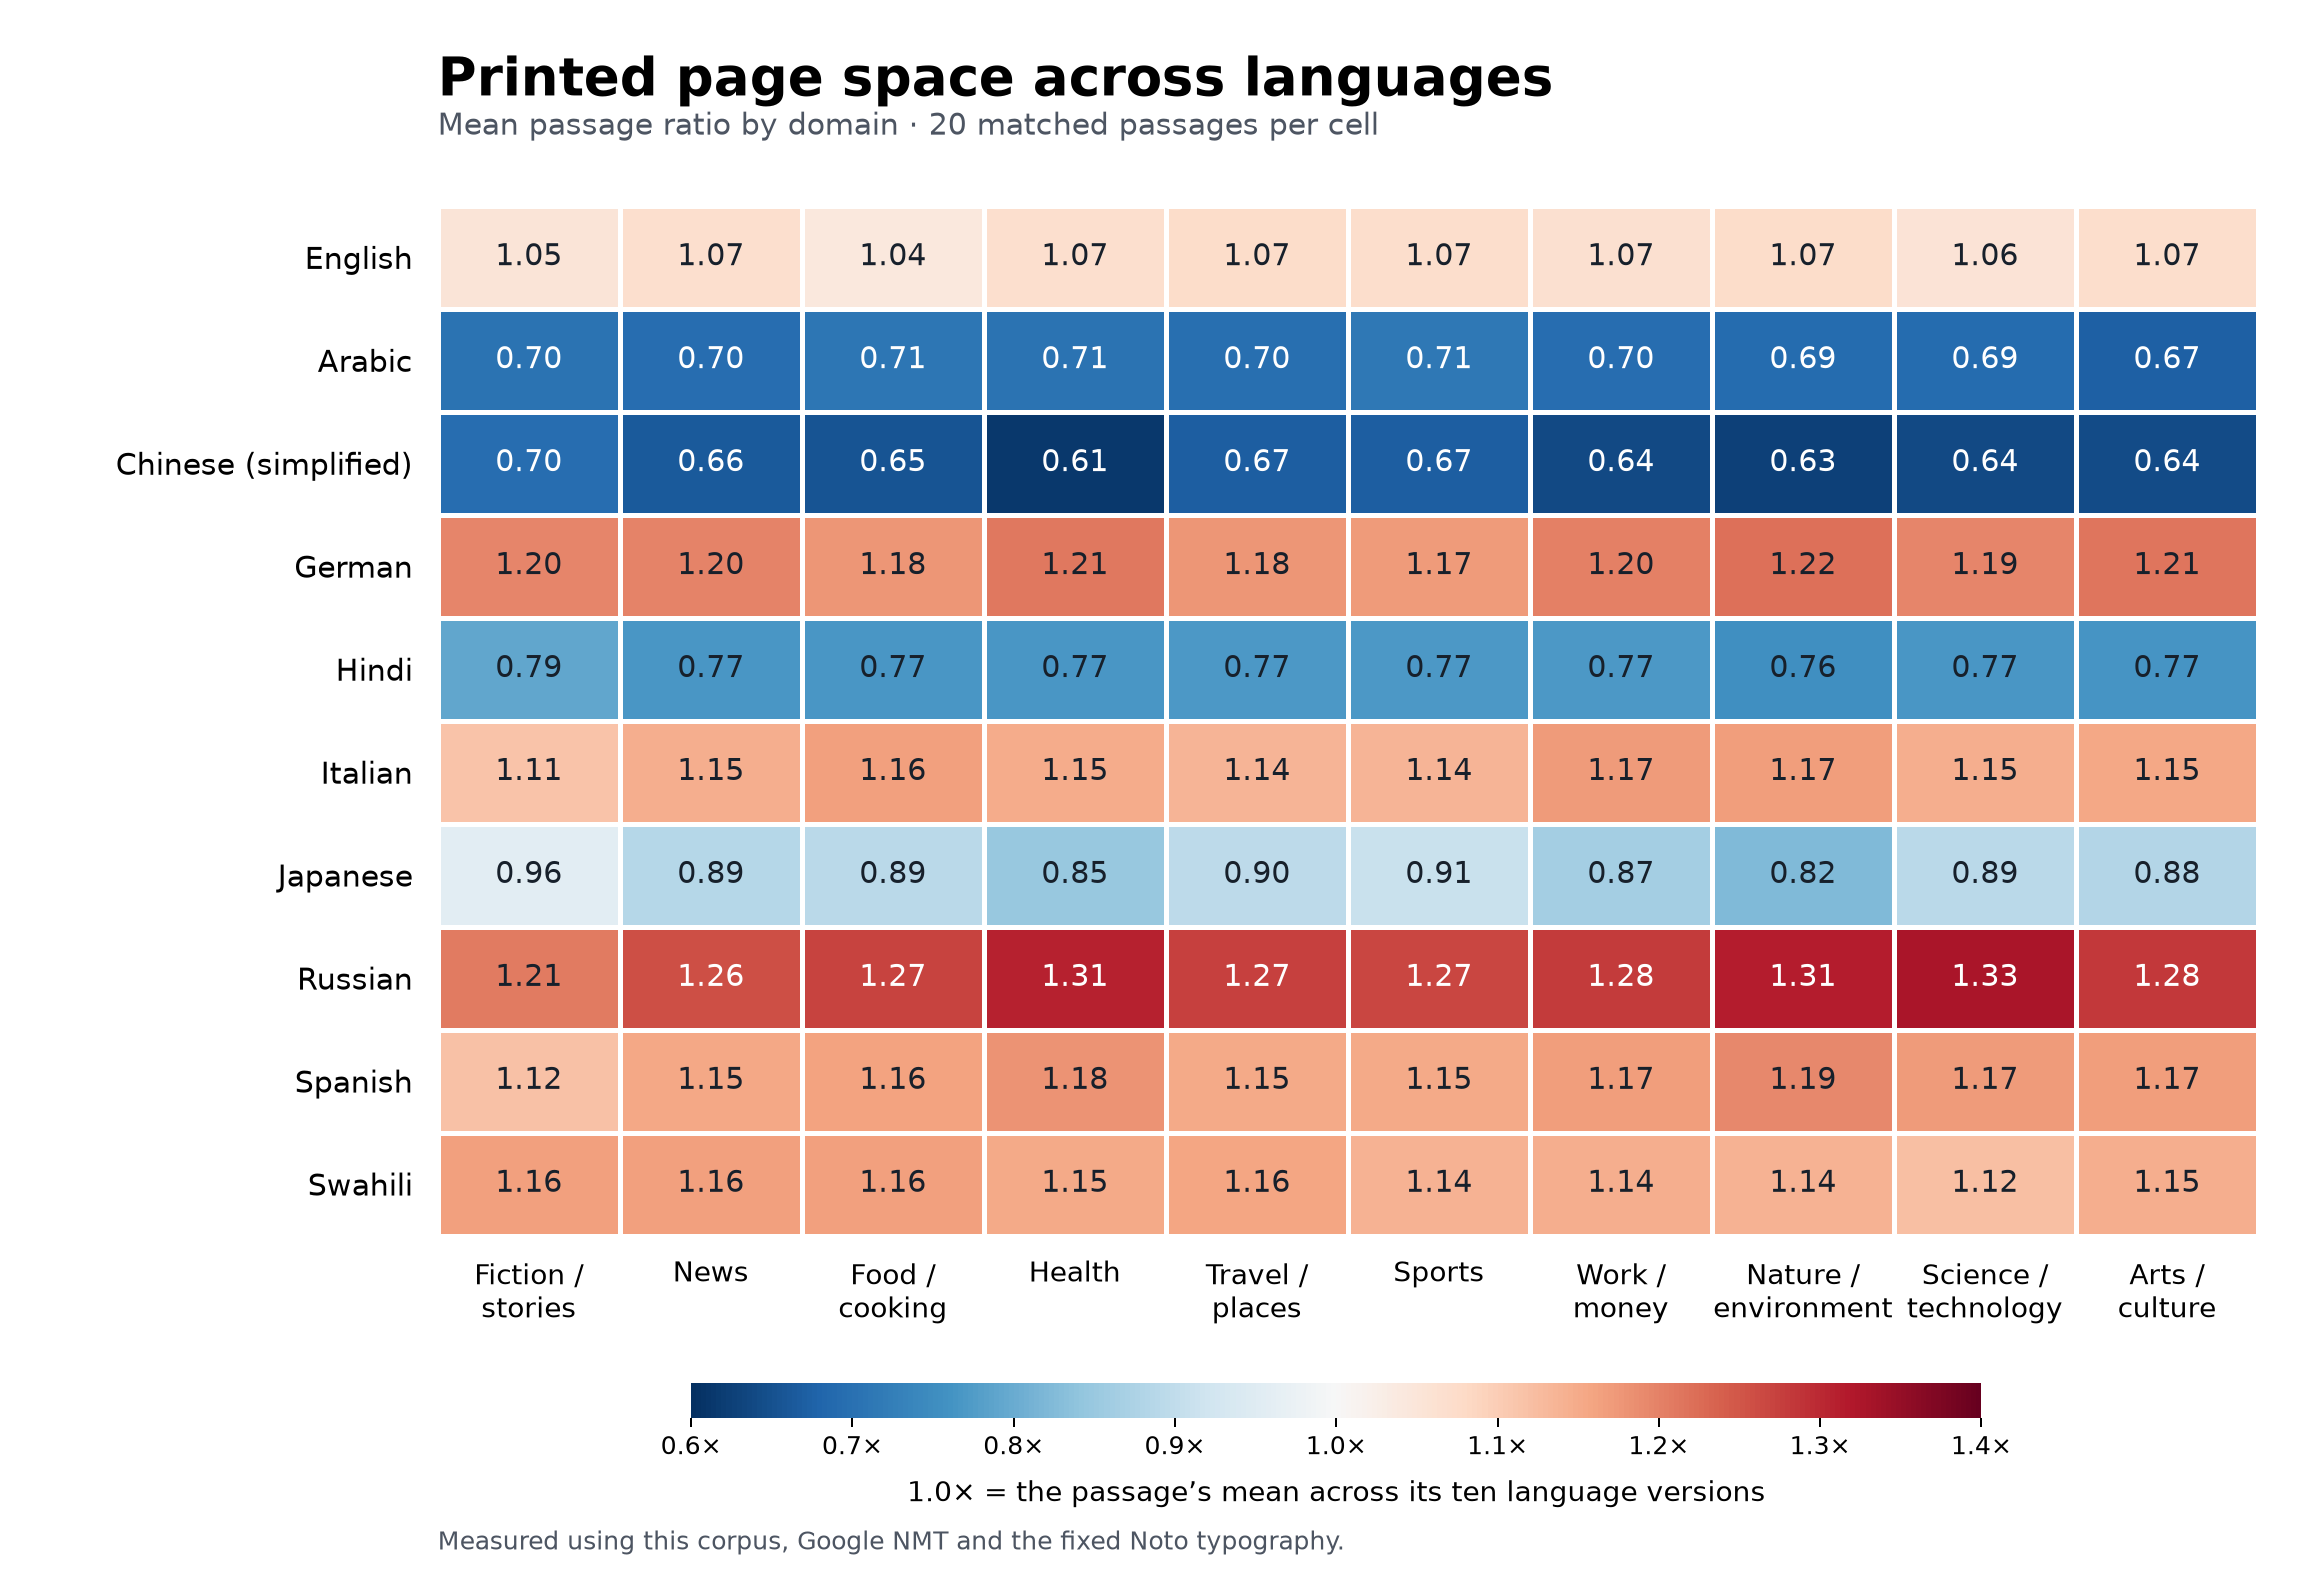 Printed page space across languages
Mean passage ratio by domain · 20 matched passages per cell
English 1.05 1.07 1.04 1.07 1.07 1.07 1.07 1.07 1.06 1.07
Arabic 0.70 0.70 0.71 0.71 0.70 0.71 0.70 0.69 0.69 0.67
Chinese (simplified) 0.70 0.66 0.65 0.61 0.67 0.67 0.64 0.63 0.64 0.64
German 1.20 1.20 1.18 1.21 1.18 1.17 1.20 1.22 1.19 1.21
Hindi 0.79 0.77 0.77 0.77 0.77 0.77 0.77 0.76 0.77 0.77
Italian 1.11 1.15 1.16 1.15 1.14 1.14 1.17 1.17 1.15 1.15
Japanese 0.96 0.89 0.89 0.85 0.90 0.91 0.87 0.82 0.89 0.88
Russian 1.21 1.26 1.27 1.31 1.27 1.27 1.28 1.31 1.33 1.28
Spanish 1.12 1.15 1.16 1.18 1.15 1.15 1.17 1.19 1.17 1.17
Swahili 1.16 1.16 1.16 1.15 1.16 1.14 1.14 1.14 1.12 1.15
Fiction / News Food / Health Travel / Sports Work / Nature / Science / Arts /
stories cooking places money environment technology culture
0.6× 0.7× 0.8× 0.9× 1.0× 1.1× 1.2× 1.3× 1.4×
1.0× = the passage’s mean across its ten language versions
Measured using this corpus, Google NMT and the fixed Noto typography.